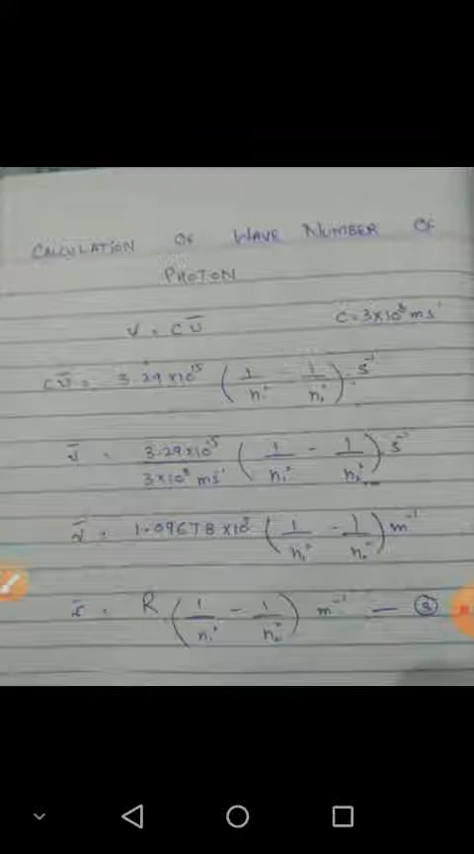 CALCULATION OF WAVE NUMBER OF
PHOTON
ν = c ν̅
C = 3×10⁸ ms⁻¹
cν̅ = 3.29×10¹⁵ (1/n₁² - 1/n₂²) s⁻¹
ν̅ = 3.29×10¹⁵ / 3×10⁸ ms⁻¹ (1/n₁² - 1/n₂²) s⁻¹
ν̅ = 1.09678×10⁷ (1/n₁² - 1/n₂²) m⁻¹
ν̅ = R (1/n₁² - 1/n₂²) m⁻¹ — ③